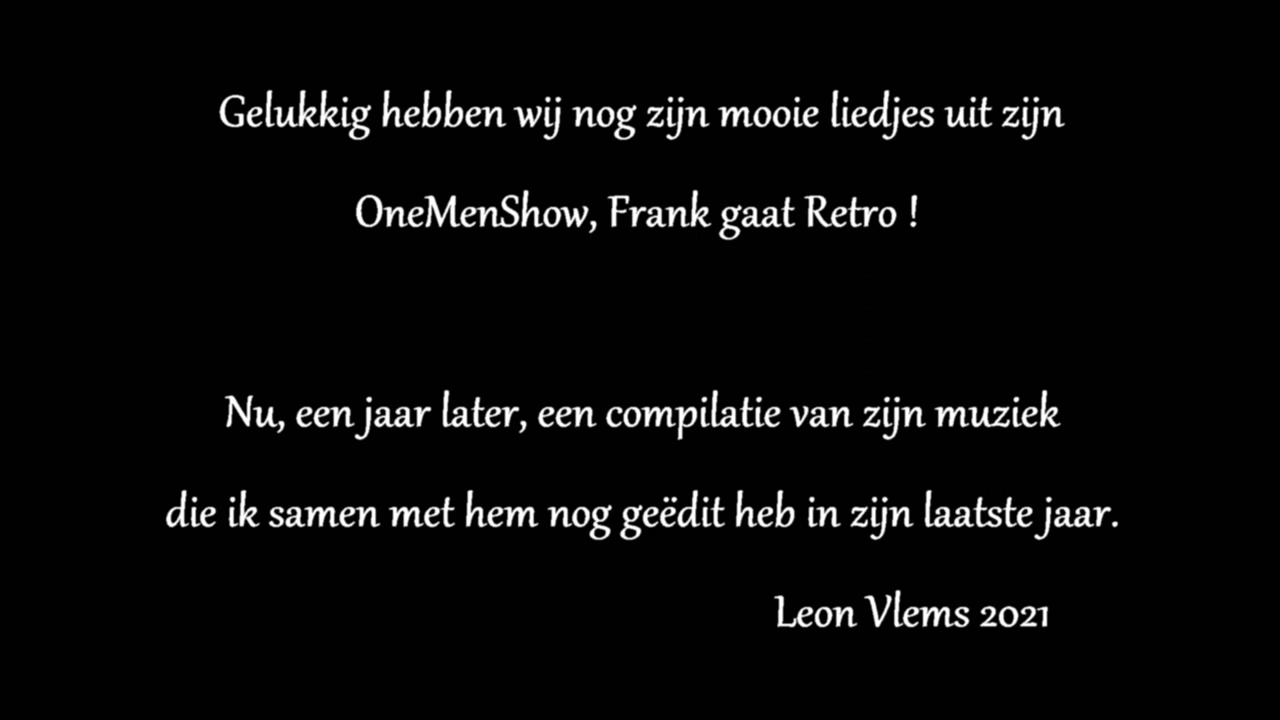 Gelukkig hebben wij nog zijn mooie liedjes uit zijn
OneMenShow, Frank gaat Retro !
Nu, een jaar later, een compilatie van zijn muziek
die ik samen met hem nog geëdit heb in zijn laatste jaar.
Leon Vlems 2021